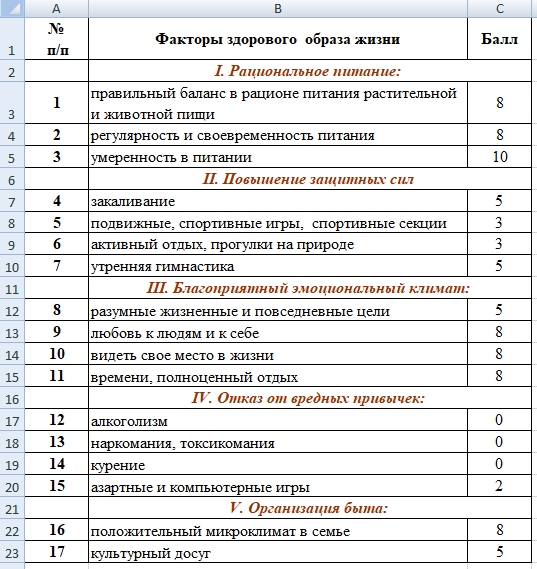 A B C
1 № п/п Факторы здорового образа жизни Балл
2 I. Рациональное питание:
3 1 правильный баланс в рационе питания растительной и животной пищи 8
4 2 регулярность и своевременность питания 8
5 3 умеренность в питании 10
6 II. Повышение защитных сил
7 4 закаливание 5
8 5 подвижные, спортивные игры, спортивные секции 3
9 6 активный отдых, прогулки на природе 3
10 7 утренняя гимнастика 5
11 III. Благоприятный эмоциональный климат:
12 8 разумные жизненные и повседневные цели 5
13 9 любовь к людям и к себе 8
14 10 видеть свое место в жизни 8
15 11 времени, полноценный отдых 8
16 IV. Отказ от вредных привычек:
17 12 алкоголизм 0
18 13 наркомания, токсикомания 0
19 14 курение 0
20 15 азартные и компьютерные игры 2
21 V. Организация быта:
22 16 положительный микроклимат в семье 8
23 17 культурный досуг 5